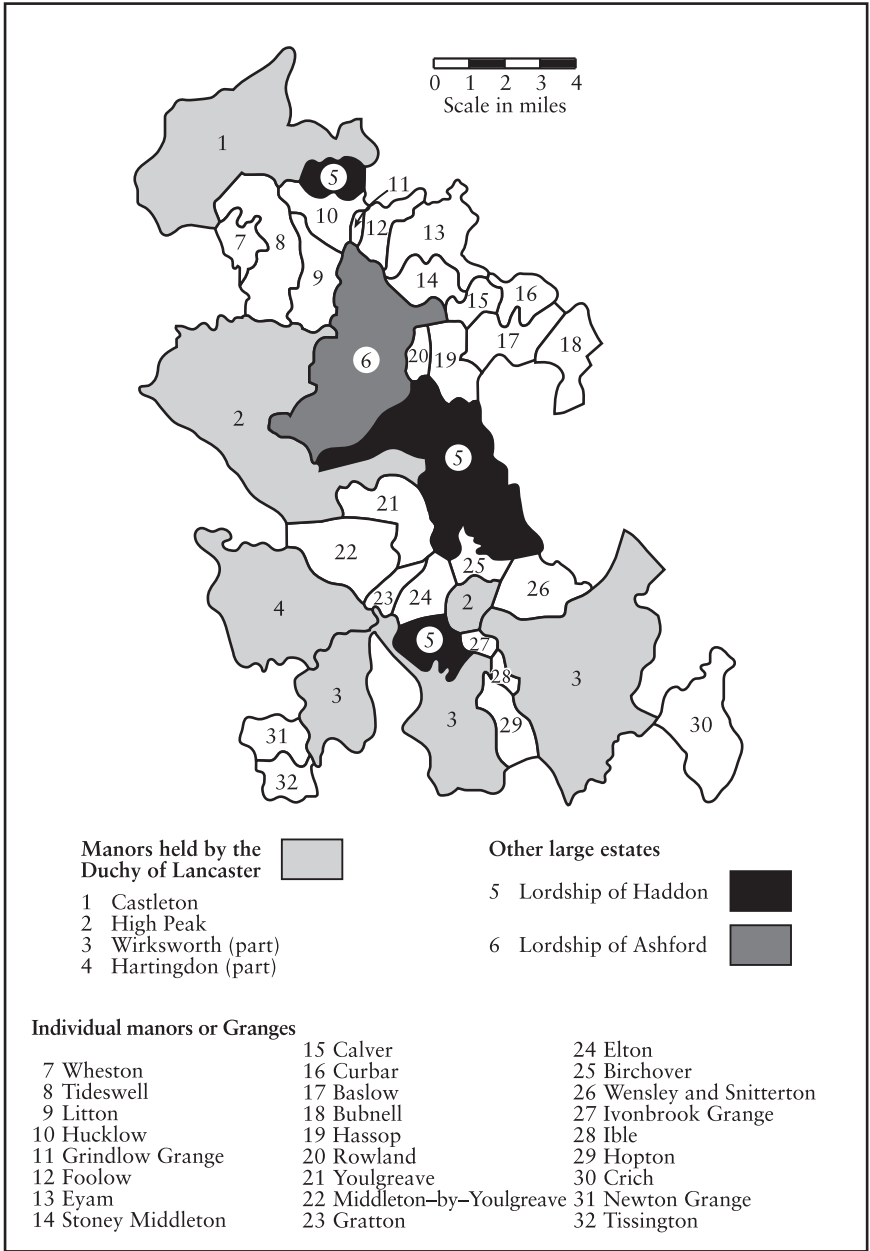 0 1 2 3 4
Scale in miles
1
5
11
10
12
13
7
8
9
14
15
16
17
18
6
20
19
2
5
21
22
25
26
23
24
2
4
5
27
28
3
3
3
29
30
31
32
Manors held by the
Duchy of Lancaster
1 Castleton
2 High Peak
3 Wirksworth (part)
4 Hartingdon (part)
Other large estates
5 Lordship of Haddon
6 Lordship of Ashford
Individual manors or Granges
7 Wheston
8 Tideswell
9 Litton
10 Hucklow
11 Grindlow Grange
12 Foolow
13 Eyam
14 Stoney Middleton
15 Calver
16 Curbar
17 Baslow
18 Bubnell
19 Hassop
20 Rowland
21 Youlgreave
22 Middleton–by–Youlgreave
23 Gratton
24 Elton
25 Birchover
26 Wensley and Snitterton
27 Ivonbrook Grange
28 Ible
29 Hopton
30 Crich
31 Newton Grange
32 Tissington